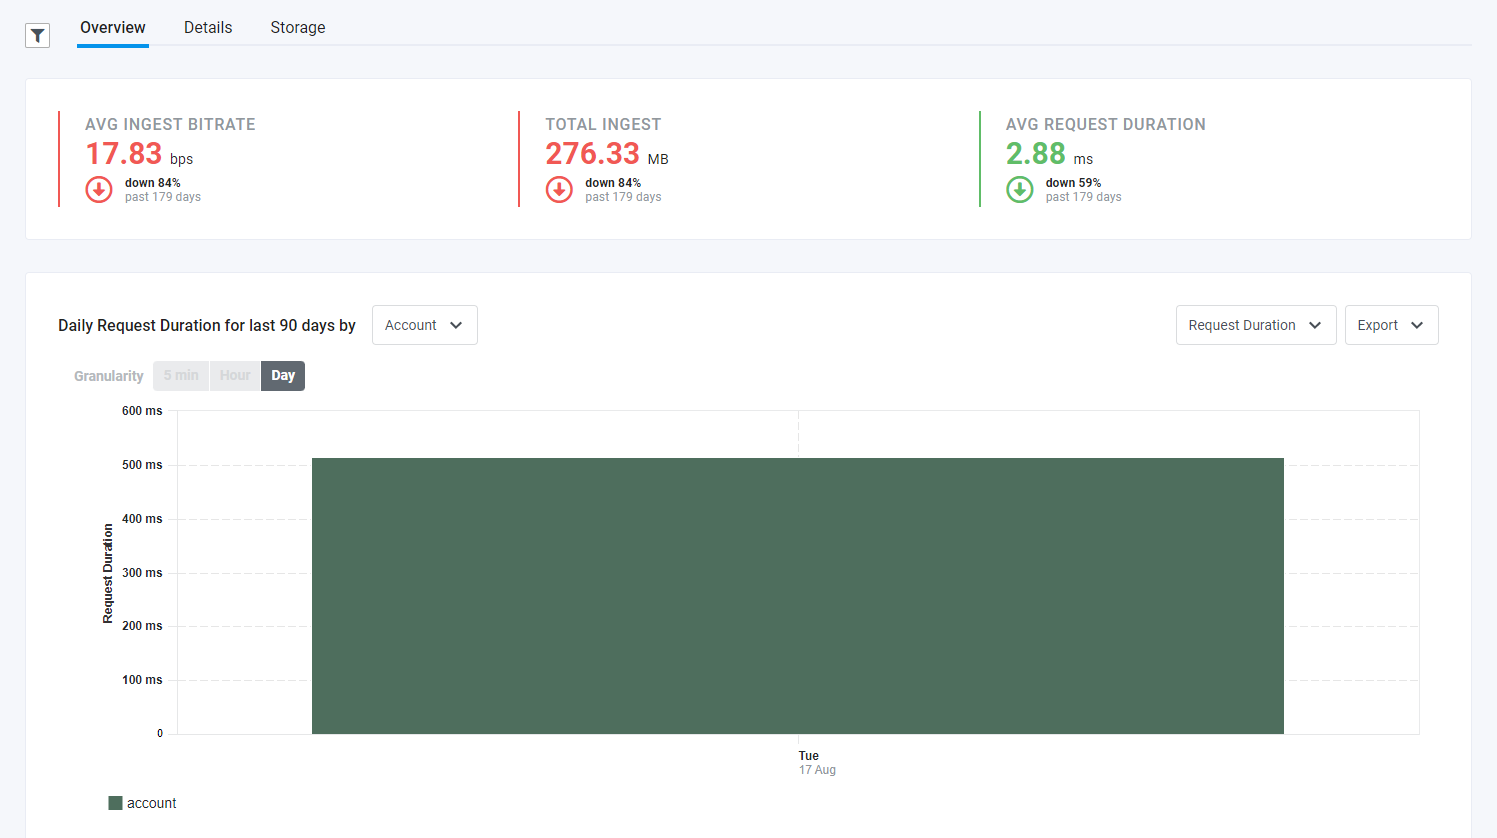 Overview Details Storage
AVG INGEST BITRATE
17.83 bps
down 84%
past 179 days
TOTAL INGEST
276.33 MB
down 84%
past 179 days
AVG REQUEST DURATION
2.88 ms
down 59%
past 179 days
Daily Request Duration for last 90 days by Account
Request Duration Export
Granularity 5 min Hour Day
600 ms
500 ms
400 ms
300 ms
200 ms
100 ms
0
Request Duration
Tue
17 Aug
account